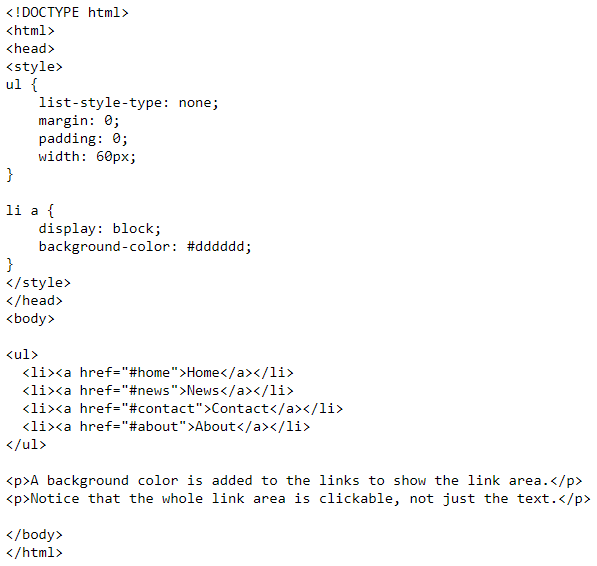 <!DOCTYPE html>
<html>
<head>
<style>
ul {
    list-style-type: none;
    margin: 0;
    padding: 0;
    width: 60px;
}

li a {
    display: block;
    background-color: #dddddd;
}
</style>
</head>
<body>

<ul>
  <li><a href="#home">Home</a></li>
  <li><a href="#news">News</a></li>
  <li><a href="#contact">Contact</a></li>
  <li><a href="#about">About</a></li>
</ul>

<p>A background color is added to the links to show the link area.</p>
<p>Notice that the whole link area is clickable, not just the text.</p>

</body>
</html>